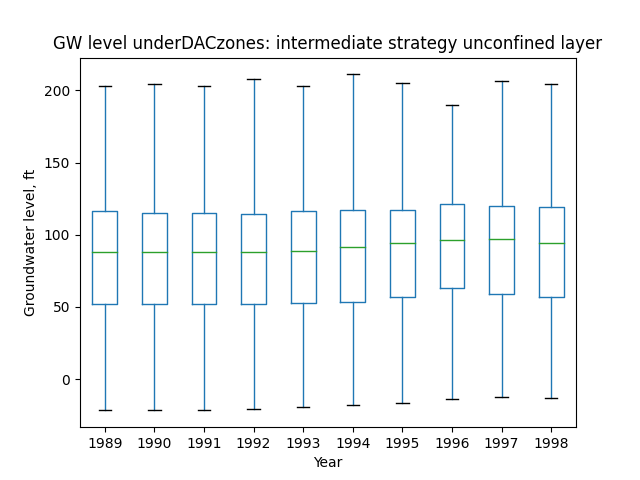 GW level underDACzones: intermediate strategy unconfined layer
200
150
100
50
0
Groundwater level, ft
1989 1990 1991 1992 1993 1994 1995 1996 1997 1998
Year